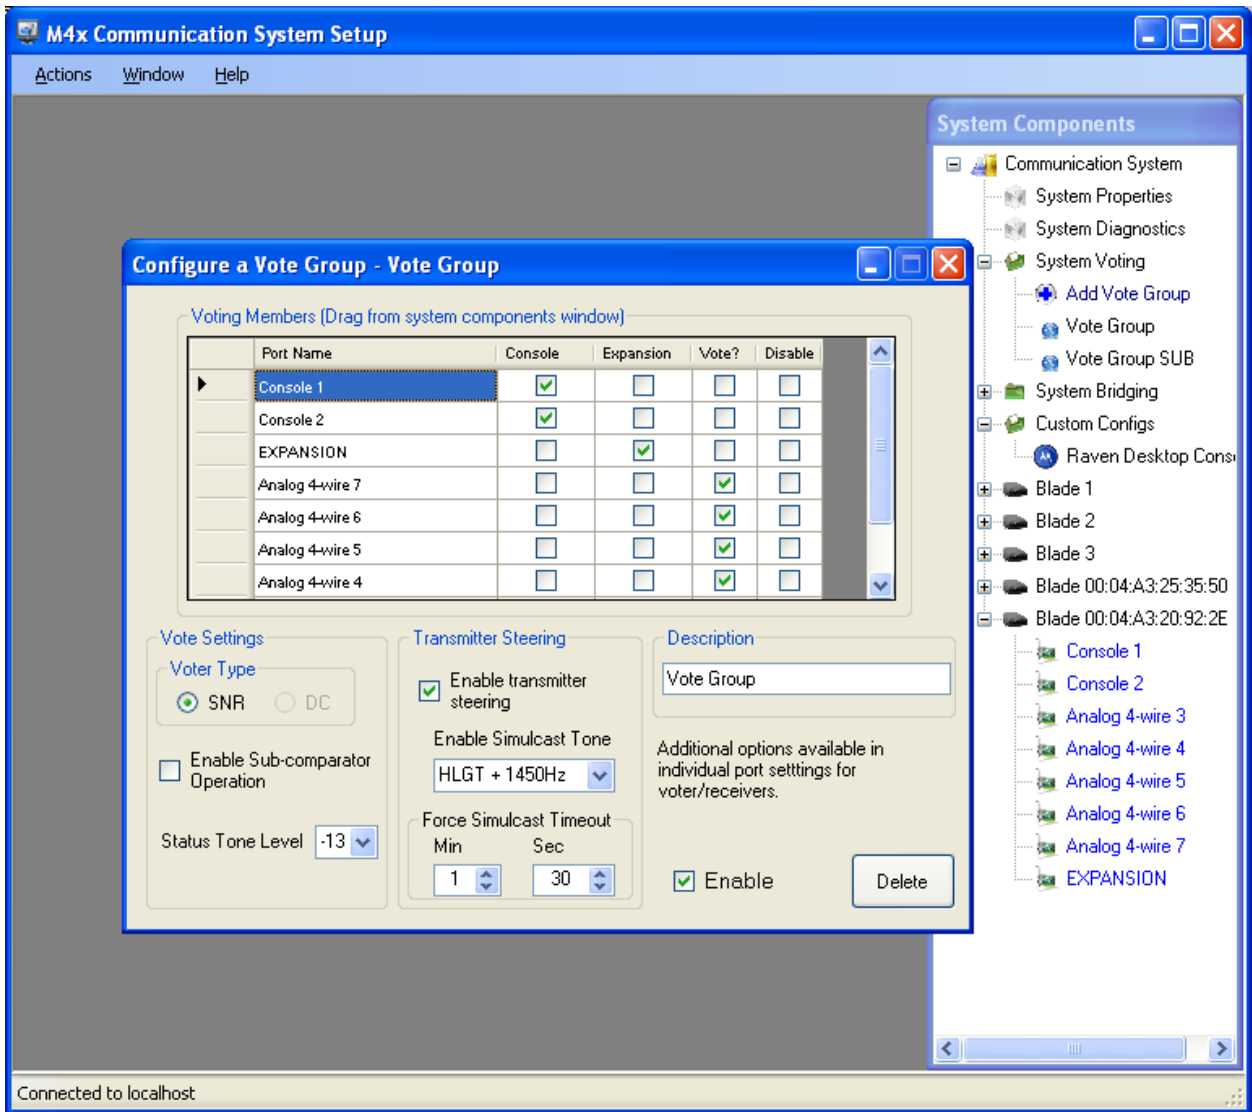 M4x Communication System Setup
Actions Window Help
System Components
Communication System
System Properties
System Diagnostics
System Voting
Add Vote Group
Vote Group
Vote Group SUB
System Bridging
Custom Configs
Raven Desktop Cons
Blade 1
Blade 2
Blade 3
Blade 00:04:A3:25:35:50
Blade 00:04:A3:20:92:2E
Console 1
Console 2
Analog 4-wire 3
Analog 4-wire 4
Analog 4-wire 5
Analog 4-wire 6
Analog 4-wire 7
EXPANSION
Configure a Vote Group - Vote Group
Voting Members (Drag from system components window)
Port Name Console Expansion Vote? Disable
Console 1
Console 2
EXPANSION
Analog 4-wire 7
Analog 4-wire 6
Analog 4-wire 5
Analog 4-wire 4
Vote Settings
Voter Type
SNR DC
Enable Sub-comparator
Operation
Status Tone Level -13
Transmitter Steering
Enable transmitter
steering
Enable Simulcast Tone
HLGT + 1450Hz
Force Simulcast Timeout
Min Sec
1 30
Description
Vote Group
Additional options available in
individual port setttings for
voter/receivers.
Enable
Delete
Connected to localhost